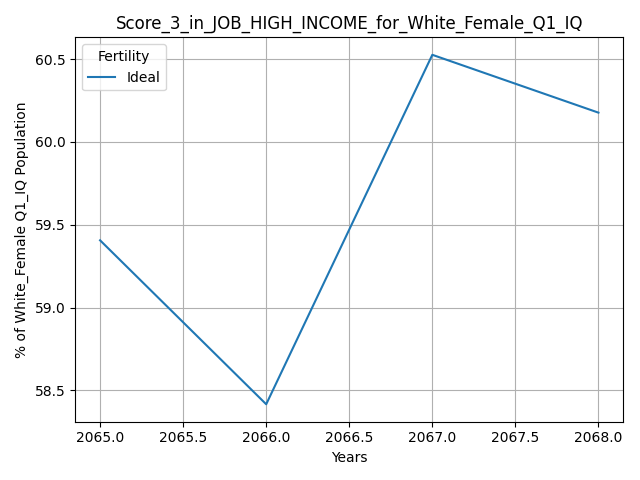 Score_3_in_JOB_HIGH_INCOME_for_White_Female_Q1_IQ
Fertility
Ideal
% of White_Female Q1_IQ Population
60.5
60.0
59.5
59.0
58.5
2065.0 2065.5 2066.0 2066.5 2067.0 2067.5 2068.0
Years